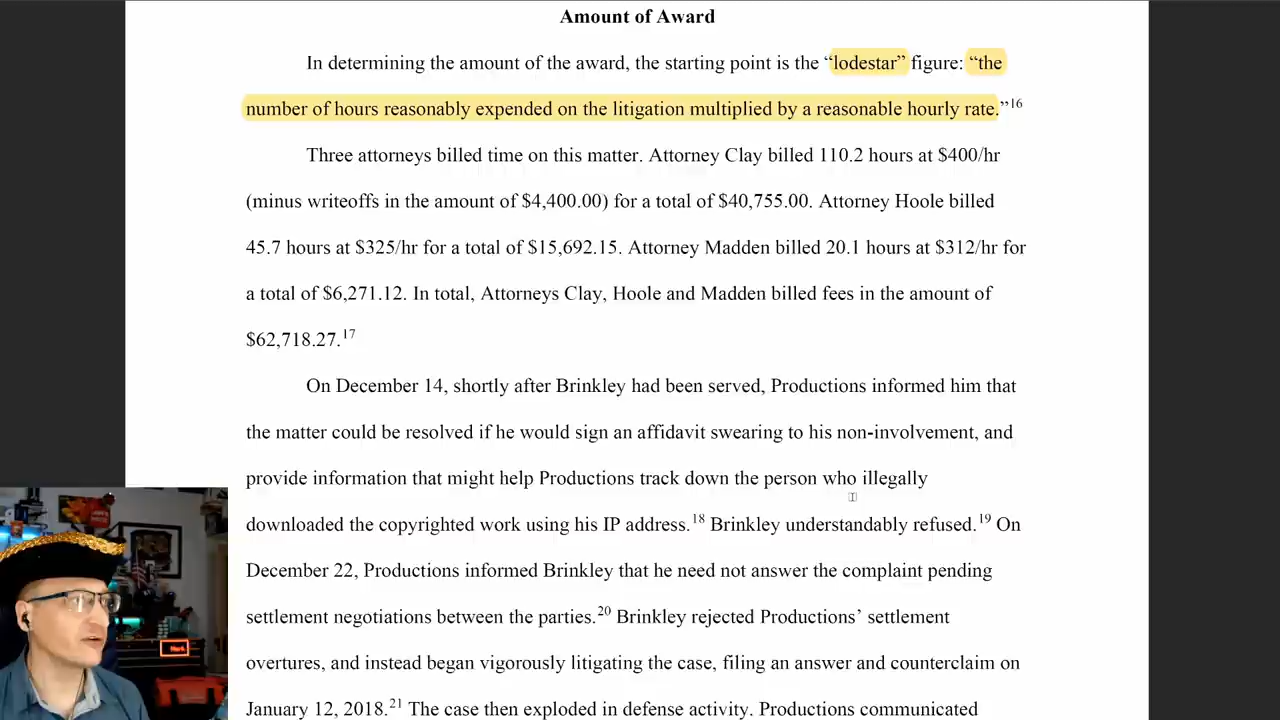 Amount of Award
In determining the amount of the award, the starting point is the “lodestar” figure: “the
number of hours reasonably expended on the litigation multiplied by a reasonable hourly rate.”16
Three attorneys billed time on this matter. Attorney Clay billed 110.2 hours at $400/hr
(minus writeoffs in the amount of $4,400.00) for a total of $40,755.00. Attorney Hoole billed
45.7 hours at $325/hr for a total of $15,692.15. Attorney Madden billed 20.1 hours at $312/hr for
a total of $6,271.12. In total, Attorneys Clay, Hoole and Madden billed fees in the amount of
$62,718.27.17
On December 14, shortly after Brinkley had been served, Productions informed him that
the matter could be resolved if he would sign an affidavit swearing to his non-involvement, and
provide information that might help Productions track down the person who illegally
downloaded the copyrighted work using his IP address.18 Brinkley understandably refused.19 On
December 22, Productions informed Brinkley that he need not answer the complaint pending
settlement negotiations between the parties.20 Brinkley rejected Productions’ settlement
overtures, and instead began vigorously litigating the case, filing an answer and counterclaim on
January 12, 2018.21 The case then exploded in defense activity. Productions communicated